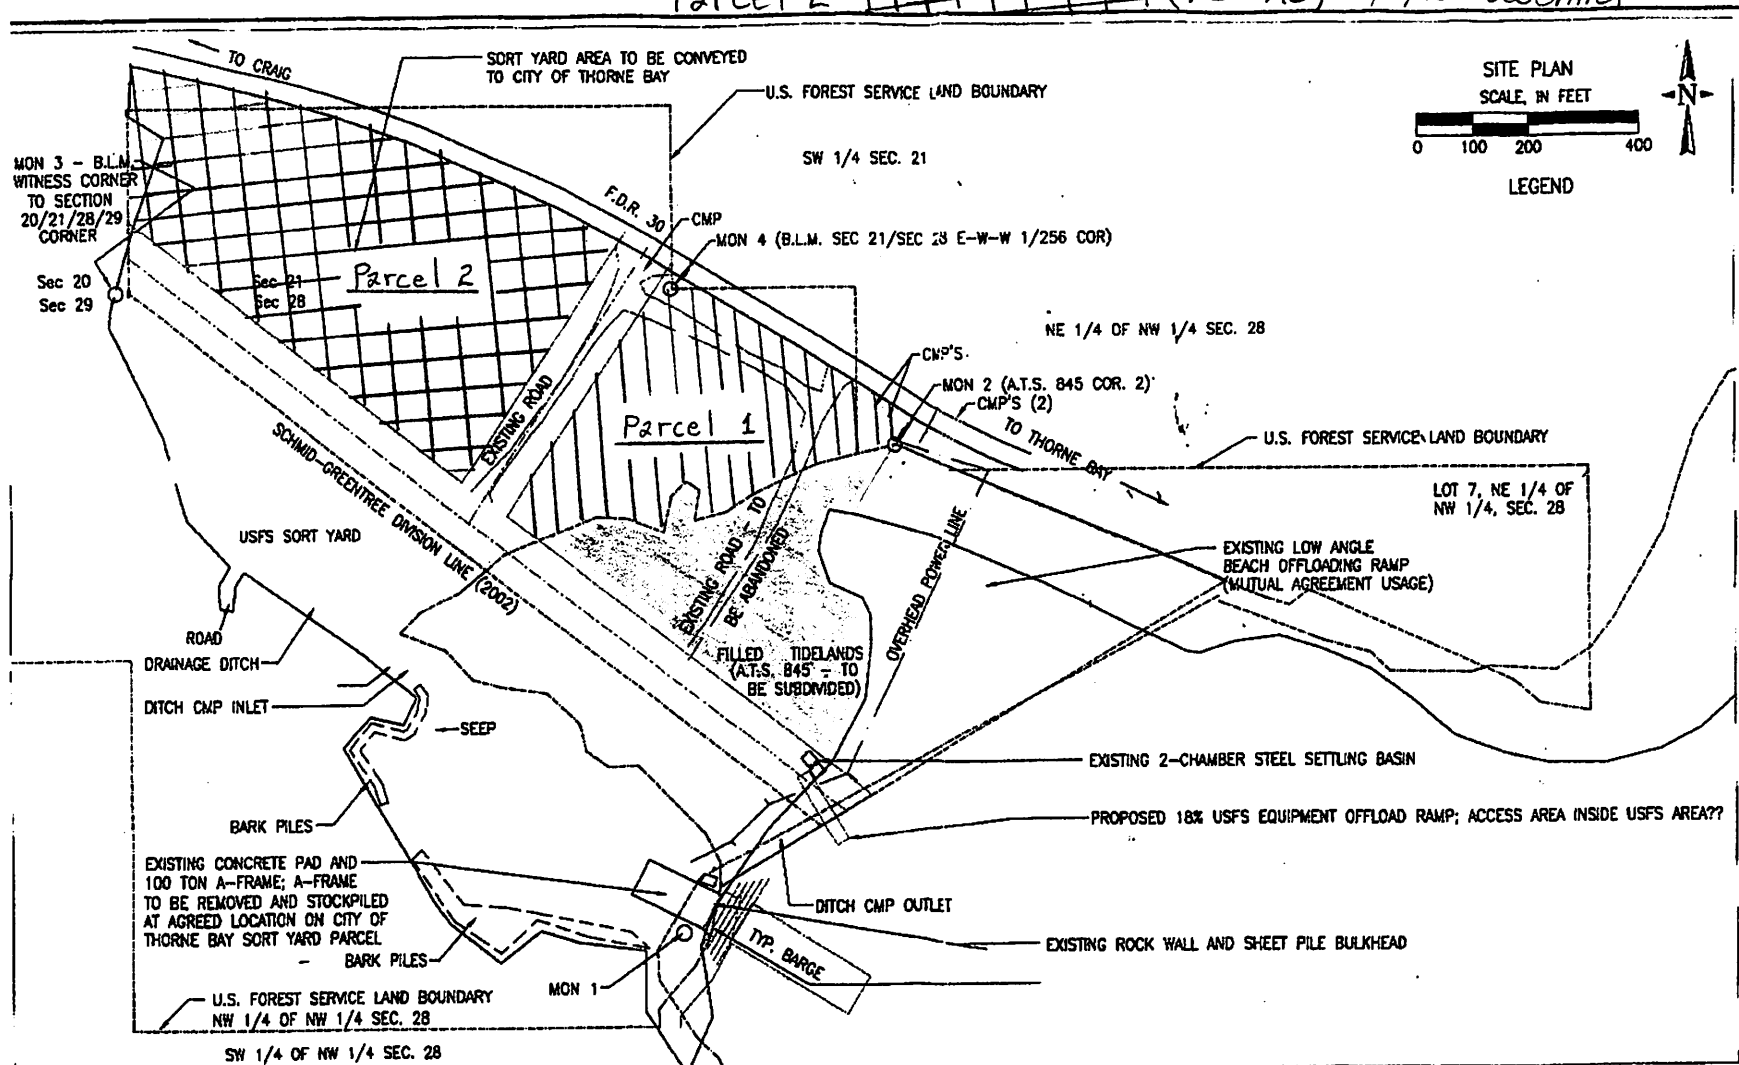 Parcel 2
TO CRAIG
SORT YARD AREA TO BE CONVEYED
TO CITY OF THORNE BAY
U.S. FOREST SERVICE LAND BOUNDARY
SITE PLAN
SCALE, IN FEET
N
0 100 200 400
LEGEND
SW 1/4 SEC. 21
MON 3 - B.L.M.
WITNESS CORNER
TO SECTION
20/21/28/29
CORNER
F.D.R. 30
CMP
MON 4 (B.L.M. SEC 21/SEC 28 E-W-W 1/256 COR)
Sec 20
Sec 29
Sec 21
Sec 28
Parcel 2
NE 1/4 OF NW 1/4 SEC. 28
CMP'S
MON 2 (A.T.S. 845 COR. 2)
CMP'S (2)
TO THORNE BAY
EXISTING ROAD
Parcel 1
U.S. FOREST SERVICE LAND BOUNDARY
LOT 7, NE 1/4 OF
NW 1/4, SEC. 28
SCHMID-GREENTREE DIVISION LINE (2002)
USFS SORT YARD
EXISTING ROAD - TO
BE ABANDONED
OVERHEAD POWER LINE
EXISTING LOW ANGLE
BEACH OFFLOADING RAMP
(MUTUAL AGREEMENT USAGE)
ROAD
DRAINAGE DITCH
FILLED TIDELANDS
(A.T.S. 845 - TO
BE SUBDIVIDED)
DITCH CMP INLET
SEEP
EXISTING 2-CHAMBER STEEL SETTLING BASIN
PROPOSED 18% USFS EQUIPMENT OFFLOAD RAMP; ACCESS AREA INSIDE USFS AREA??
BARK PILES
EXISTING CONCRETE PAD AND
100 TON A-FRAME; A-FRAME
TO BE REMOVED AND STOCKPILED
AT AGREED LOCATION ON CITY OF
THORNE BAY SORT YARD PARCEL
DITCH CMP OUTLET
EXISTING ROCK WALL AND SHEET PILE BULKHEAD
TYP. BARGE
BARK PILES
MON 1
U.S. FOREST SERVICE LAND BOUNDARY
NW 1/4 OF NW 1/4 SEC. 28
SW 1/4 OF NW 1/4 SEC. 28